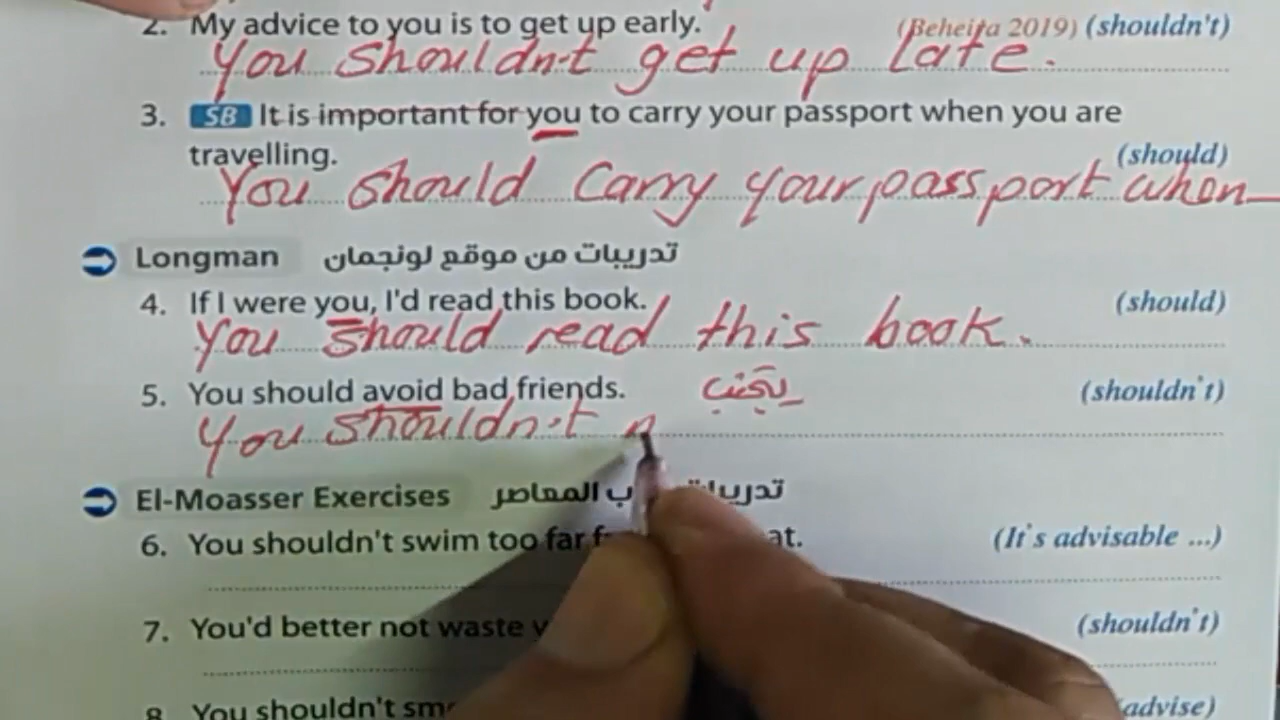 2. My advice to you is to get up early. (Beheira 2019) (shouldn't)
You shouldn't get up late.
3. SB It is important for you to carry your passport when you are
travelling. (should)
You should carry your passport when
Longman تدريبات من موقع لونجمان
4. If I were you, I'd read this book. (should)
You should read this book.
5. You should avoid bad friends. يتجنب (shouldn't)
You shouldn't
El-Moasser Exercises تدريبات ب المعاصر
6. You shouldn't swim too far at. (It's advisable ...)
7. You'd better not waste (shouldn't)
8. You shouldn't advise)